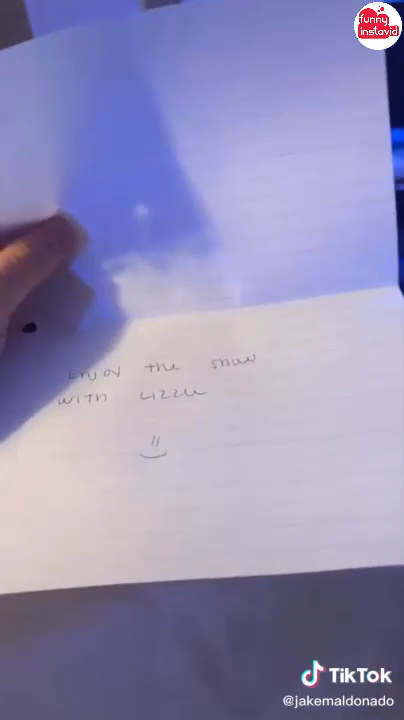 funny
instavid
Enjoy the show
with Lizzie
TikTok
@jakemaldonado